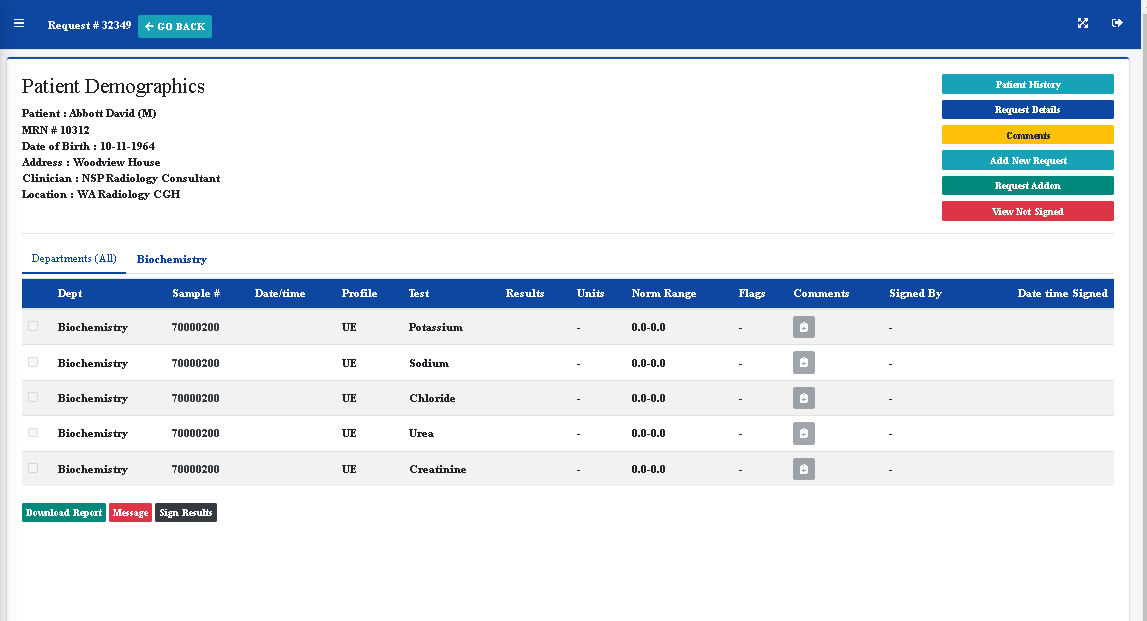 Request # 32349 GO BACK
Patient Demographics
Patient : Abbott David (M)
MRN # 10312
Date of Birth : 10-11-1964
Address : Woodview House
Clinician : NSP Radiology Consultant
Location : WA Radiology CGH
Patient History
Request Details
Comments
Add New Request
Request Addon
View Not Signed
Departments (All) Biochemistry
Dept Sample # Date/time Profile Test Results Units Norm Range Flags Comments Signed By Date time Signed
Biochemistry 70000200 UE Potassium - 0.0-0.0 - -
Biochemistry 70000200 UE Sodium - 0.0-0.0 - -
Biochemistry 70000200 UE Chloride - 0.0-0.0 - -
Biochemistry 70000200 UE Urea - 0.0-0.0 - -
Biochemistry 70000200 UE Creatinine - 0.0-0.0 - -
Download Report Message Sign Results